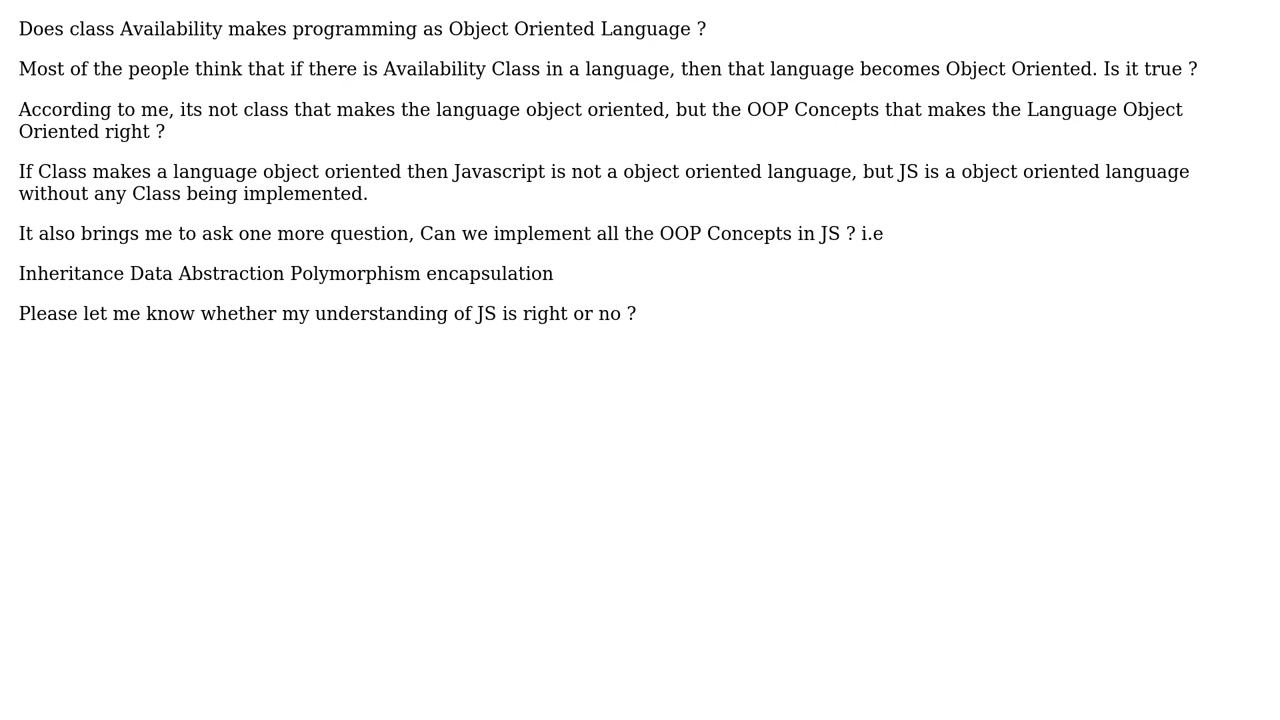 Does class Availability makes programming as Object Oriented Language ?
Most of the people think that if there is Availability Class in a language, then that language becomes Object Oriented. Is it true ?
According to me, its not class that makes the language object oriented, but the OOP Concepts that makes the Language Object
Oriented right ?
If Class makes a language object oriented then Javascript is not a object oriented language, but JS is a object oriented language
without any Class being implemented.
It also brings me to ask one more question, Can we implement all the OOP Concepts in JS ? i.e
Inheritance Data Abstraction Polymorphism encapsulation
Please let me know whether my understanding of JS is right or no ?